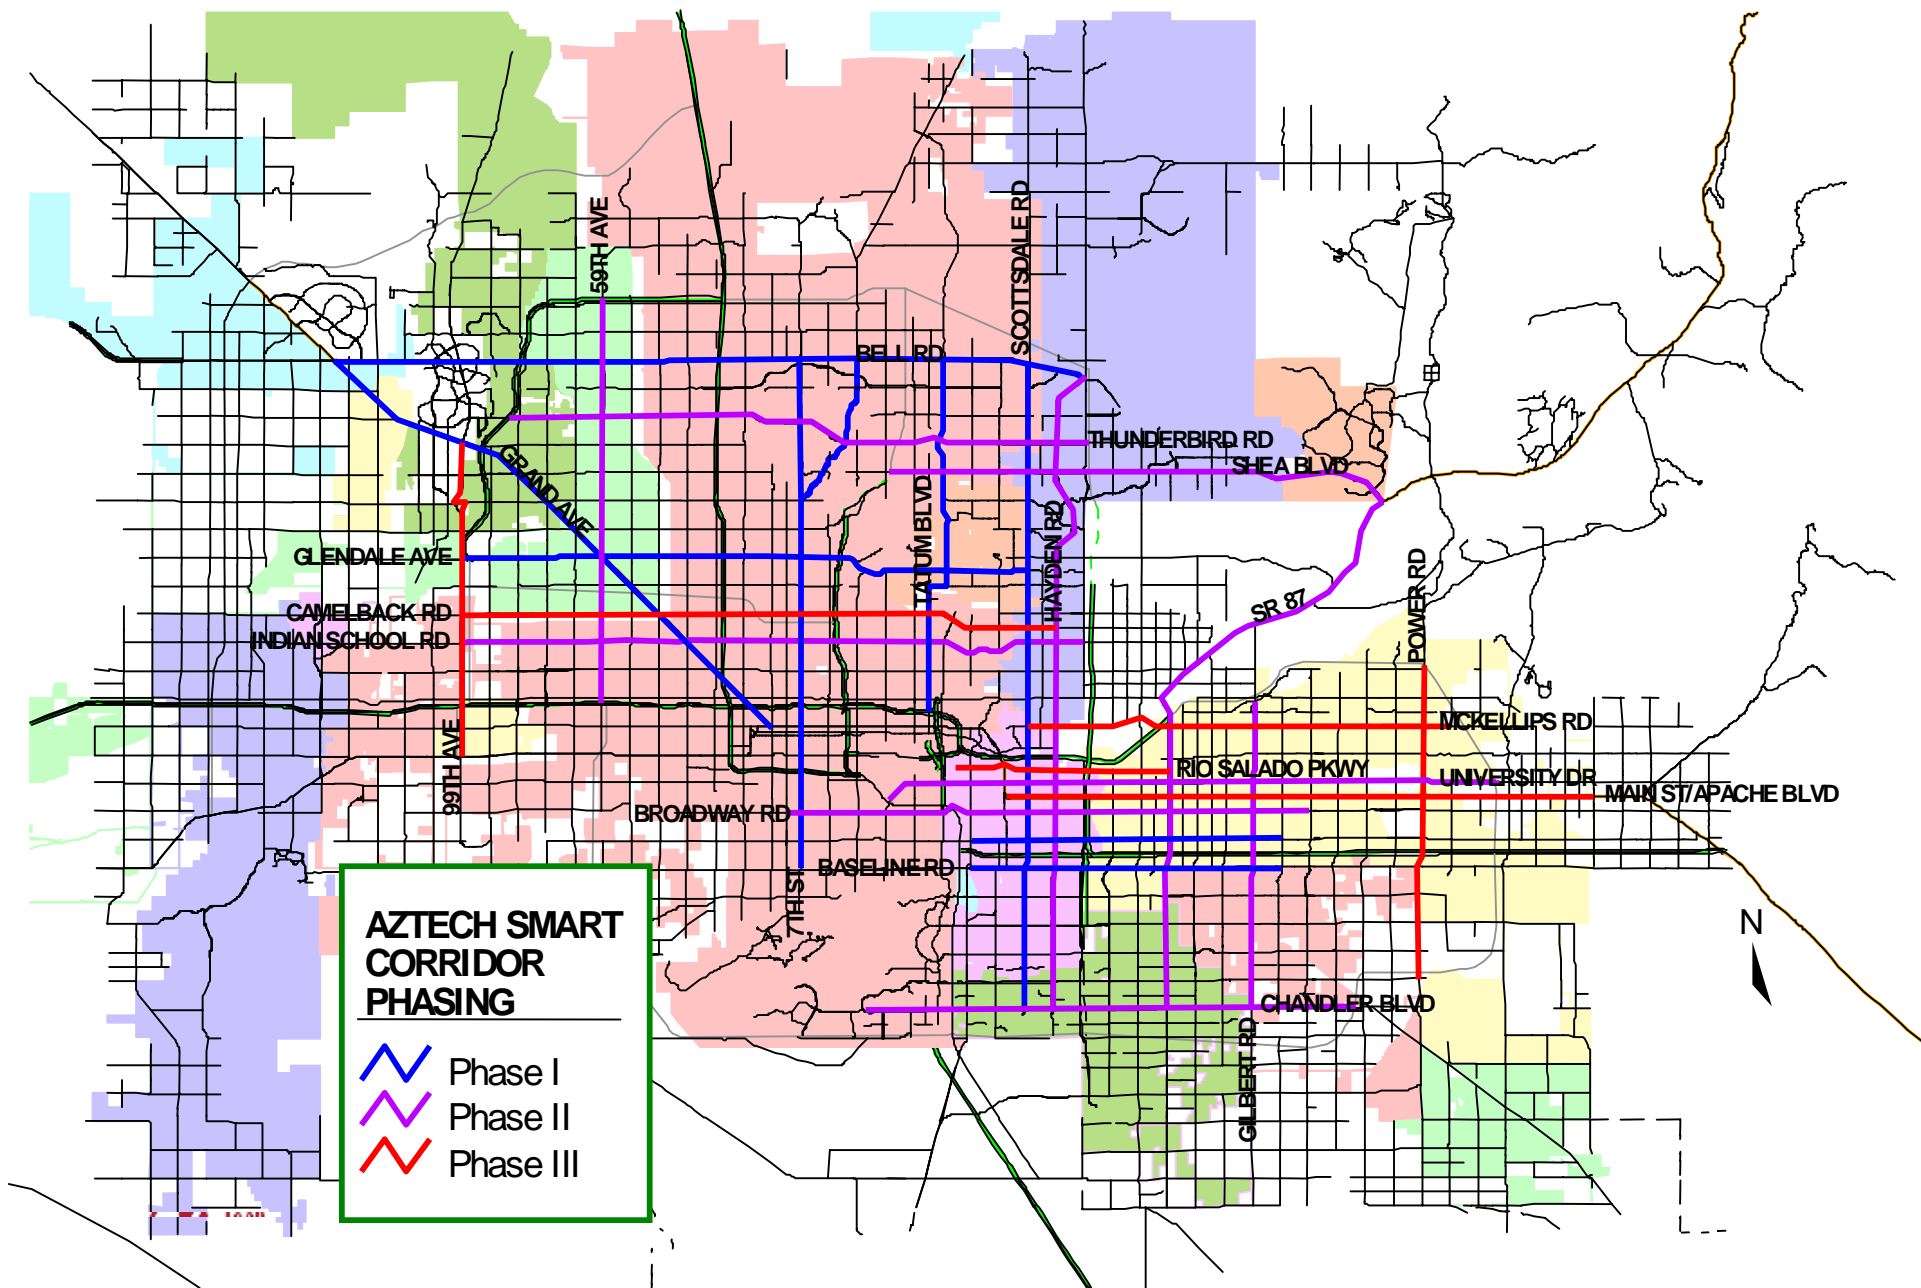 59TH AVE
SCOTTSDALE RD
BELL RD
THUNDERBIRD RD
SHEA BLVD
GRAND AVE
TATUM BLVD
HAYDEN RD
GLENDALE AVE
CAMELBACK RD
INDIAN SCHOOL RD
SR 87
POWER RD
99TH AVE
MCKELLIPS RD
RIO SALADO PKWY
UNIVERSITY DR
MAIN ST/APACHE BLVD
BROADWAY RD
BASELINE RD
7TH ST
CHANDLER BLVD
GILBERT RD
N
AZTECH SMART
CORRIDOR
PHASING
Phase I
Phase II
Phase III